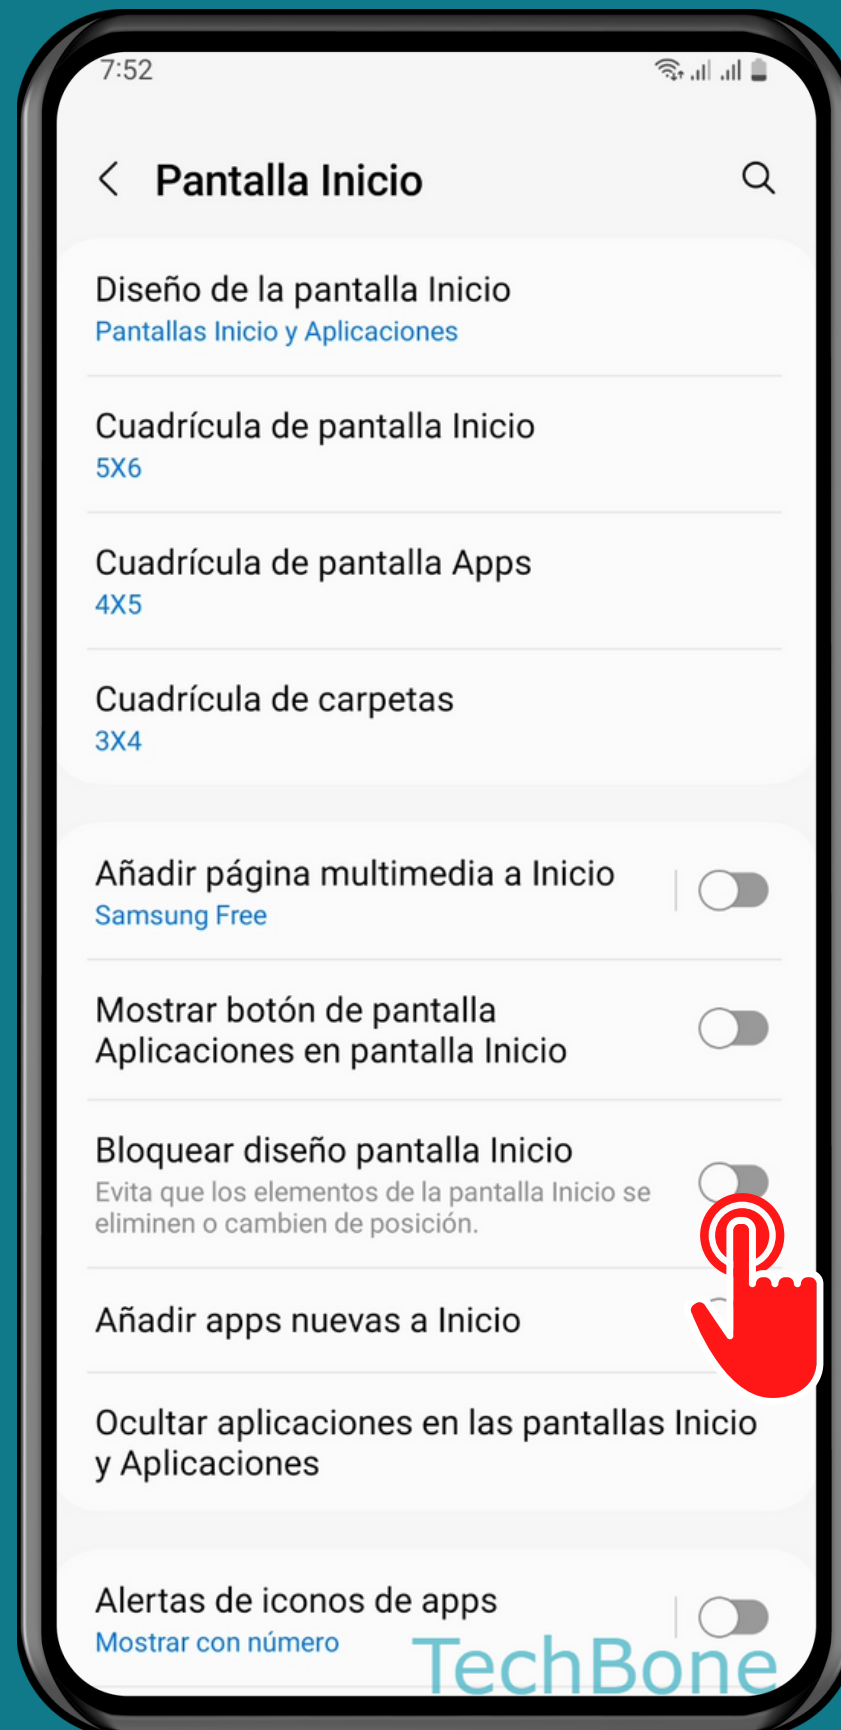 7:52
Pantalla Inicio
Diseño de la pantalla Inicio
Pantallas Inicio y Aplicaciones
Cuadrícula de pantalla Inicio
5X6
Cuadrícula de pantalla Apps
4X5
Cuadrícula de carpetas
3X4
Añadir página multimedia a Inicio
Samsung Free
Mostrar botón de pantalla
Aplicaciones en pantalla Inicio
Bloquear diseño pantalla Inicio
Evita que los elementos de la pantalla Inicio se
eliminen o cambien de posición.
Añadir apps nuevas a Inicio
Ocultar aplicaciones en las pantallas Inicio
y Aplicaciones
Alertas de iconos de apps
Mostrar con número
TechBone